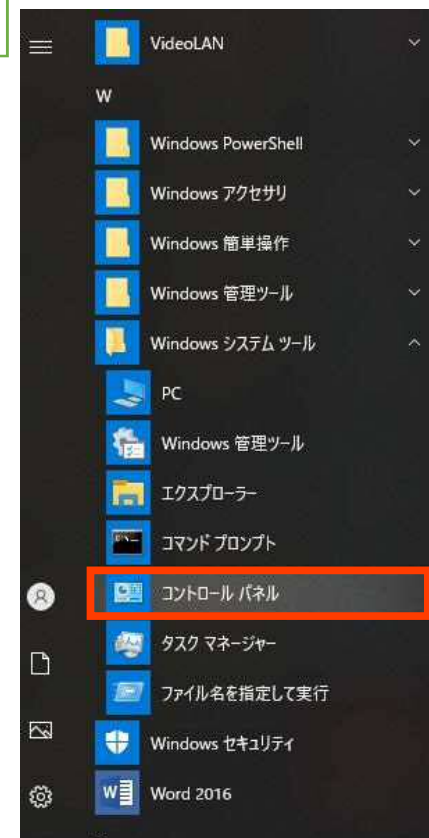 VideoLAN
W
Windows PowerShell
Windows アクセサリ
Windows 簡単操作
Windows 管理ツール
Windows システム ツール
PC
Windows 管理ツール
エクスプローラー
コマンド プロンプト
コントロール パネル
タスク マネージャー
ファイル名を指定して実行
Windows セキュリティ
Word 2016